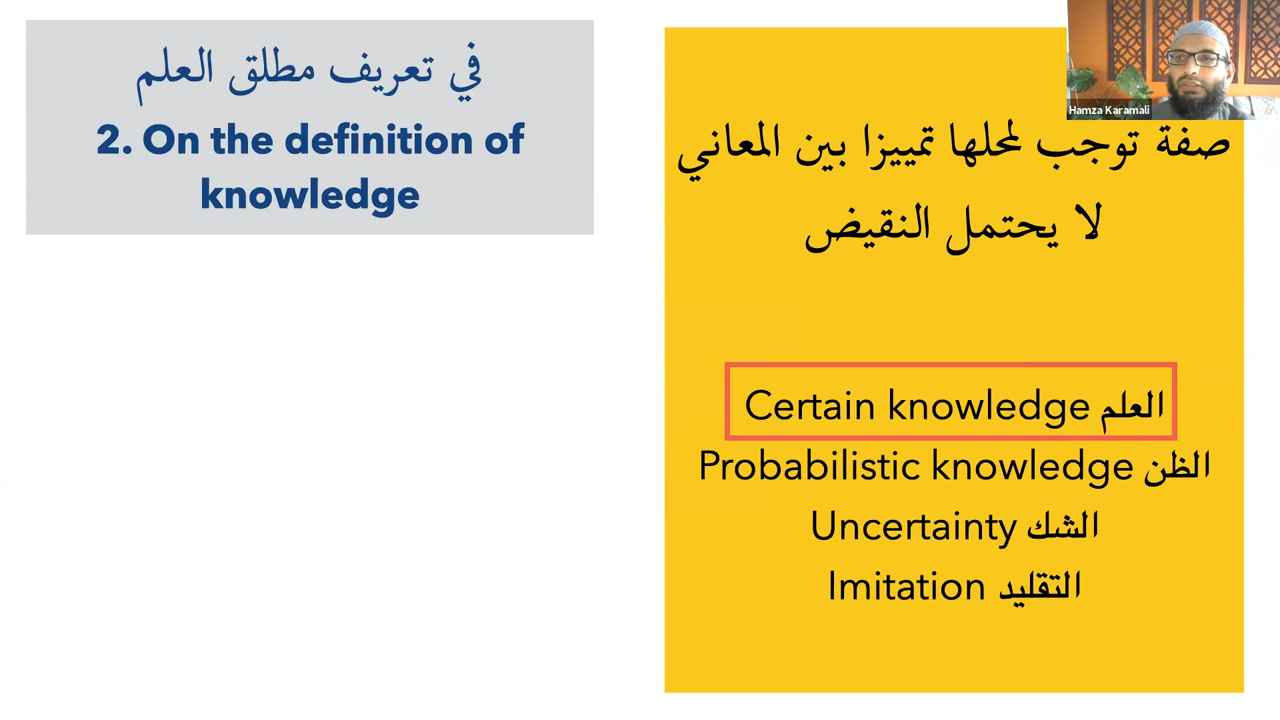 في تعريف مطلق العلم
2. On the definition of
knowledge
Hamza Karamali
صفة توجب لمحلها تمييزا بين المعاني
لا يحتمل النقيض
Certain knowledge العلم
Probabilistic knowledge الظن
Uncertainty الشك
Imitation التقليد